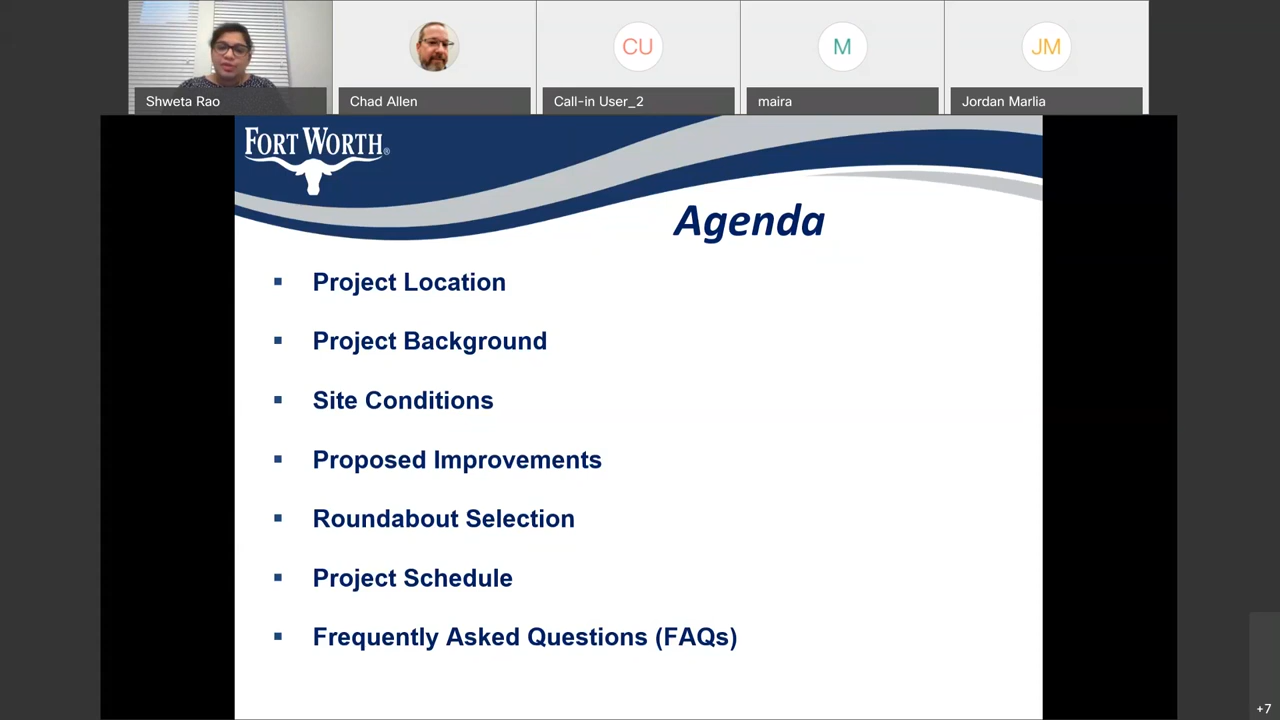 CU
M
JM
Shweta Rao
Chad Allen
Call-in User_2
maira
Jordan Marlia
FORT WORTH®
Agenda
▪ Project Location
▪ Project Background
▪ Site Conditions
▪ Proposed Improvements
▪ Roundabout Selection
▪ Project Schedule
▪ Frequently Asked Questions (FAQs)
+7